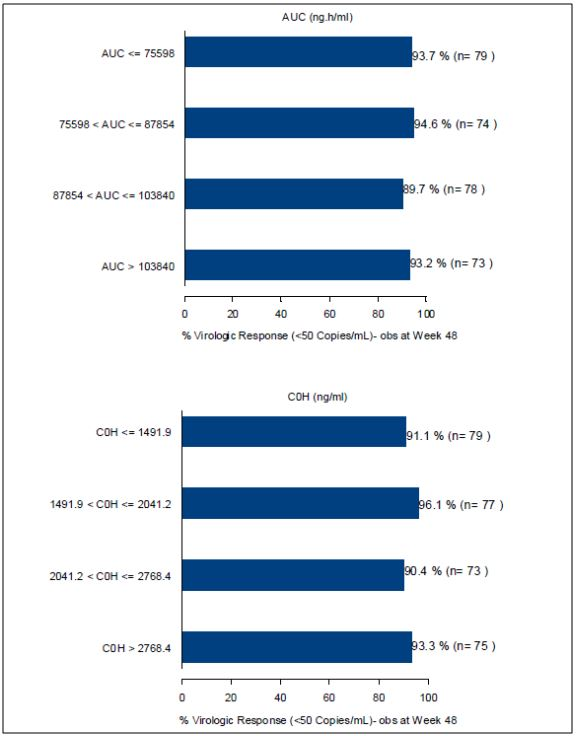 AUC (ng.h/ml)
AUC <= 75598
93.7 % (n= 79 )
75598 < AUC <= 87854
94.6 % (n= 74 )
87854 < AUC <= 103840
89.7 % (n= 78 )
AUC > 103840
93.2 % (n= 73 )
0 20 40 60 80 100
% Virologic Response (<50 Copies/mL)- obs at Week 48
C0H (ng/ml)
C0H <= 1491.9
91.1 % (n= 79 )
1491.9 < C0H <= 2041.2
96.1 % (n= 77 )
2041.2 < C0H <= 2768.4
90.4 % (n= 73 )
C0H > 2768.4
93.3 % (n= 75 )
0 20 40 60 80 100
% Virologic Response (<50 Copies/mL)- obs at Week 48